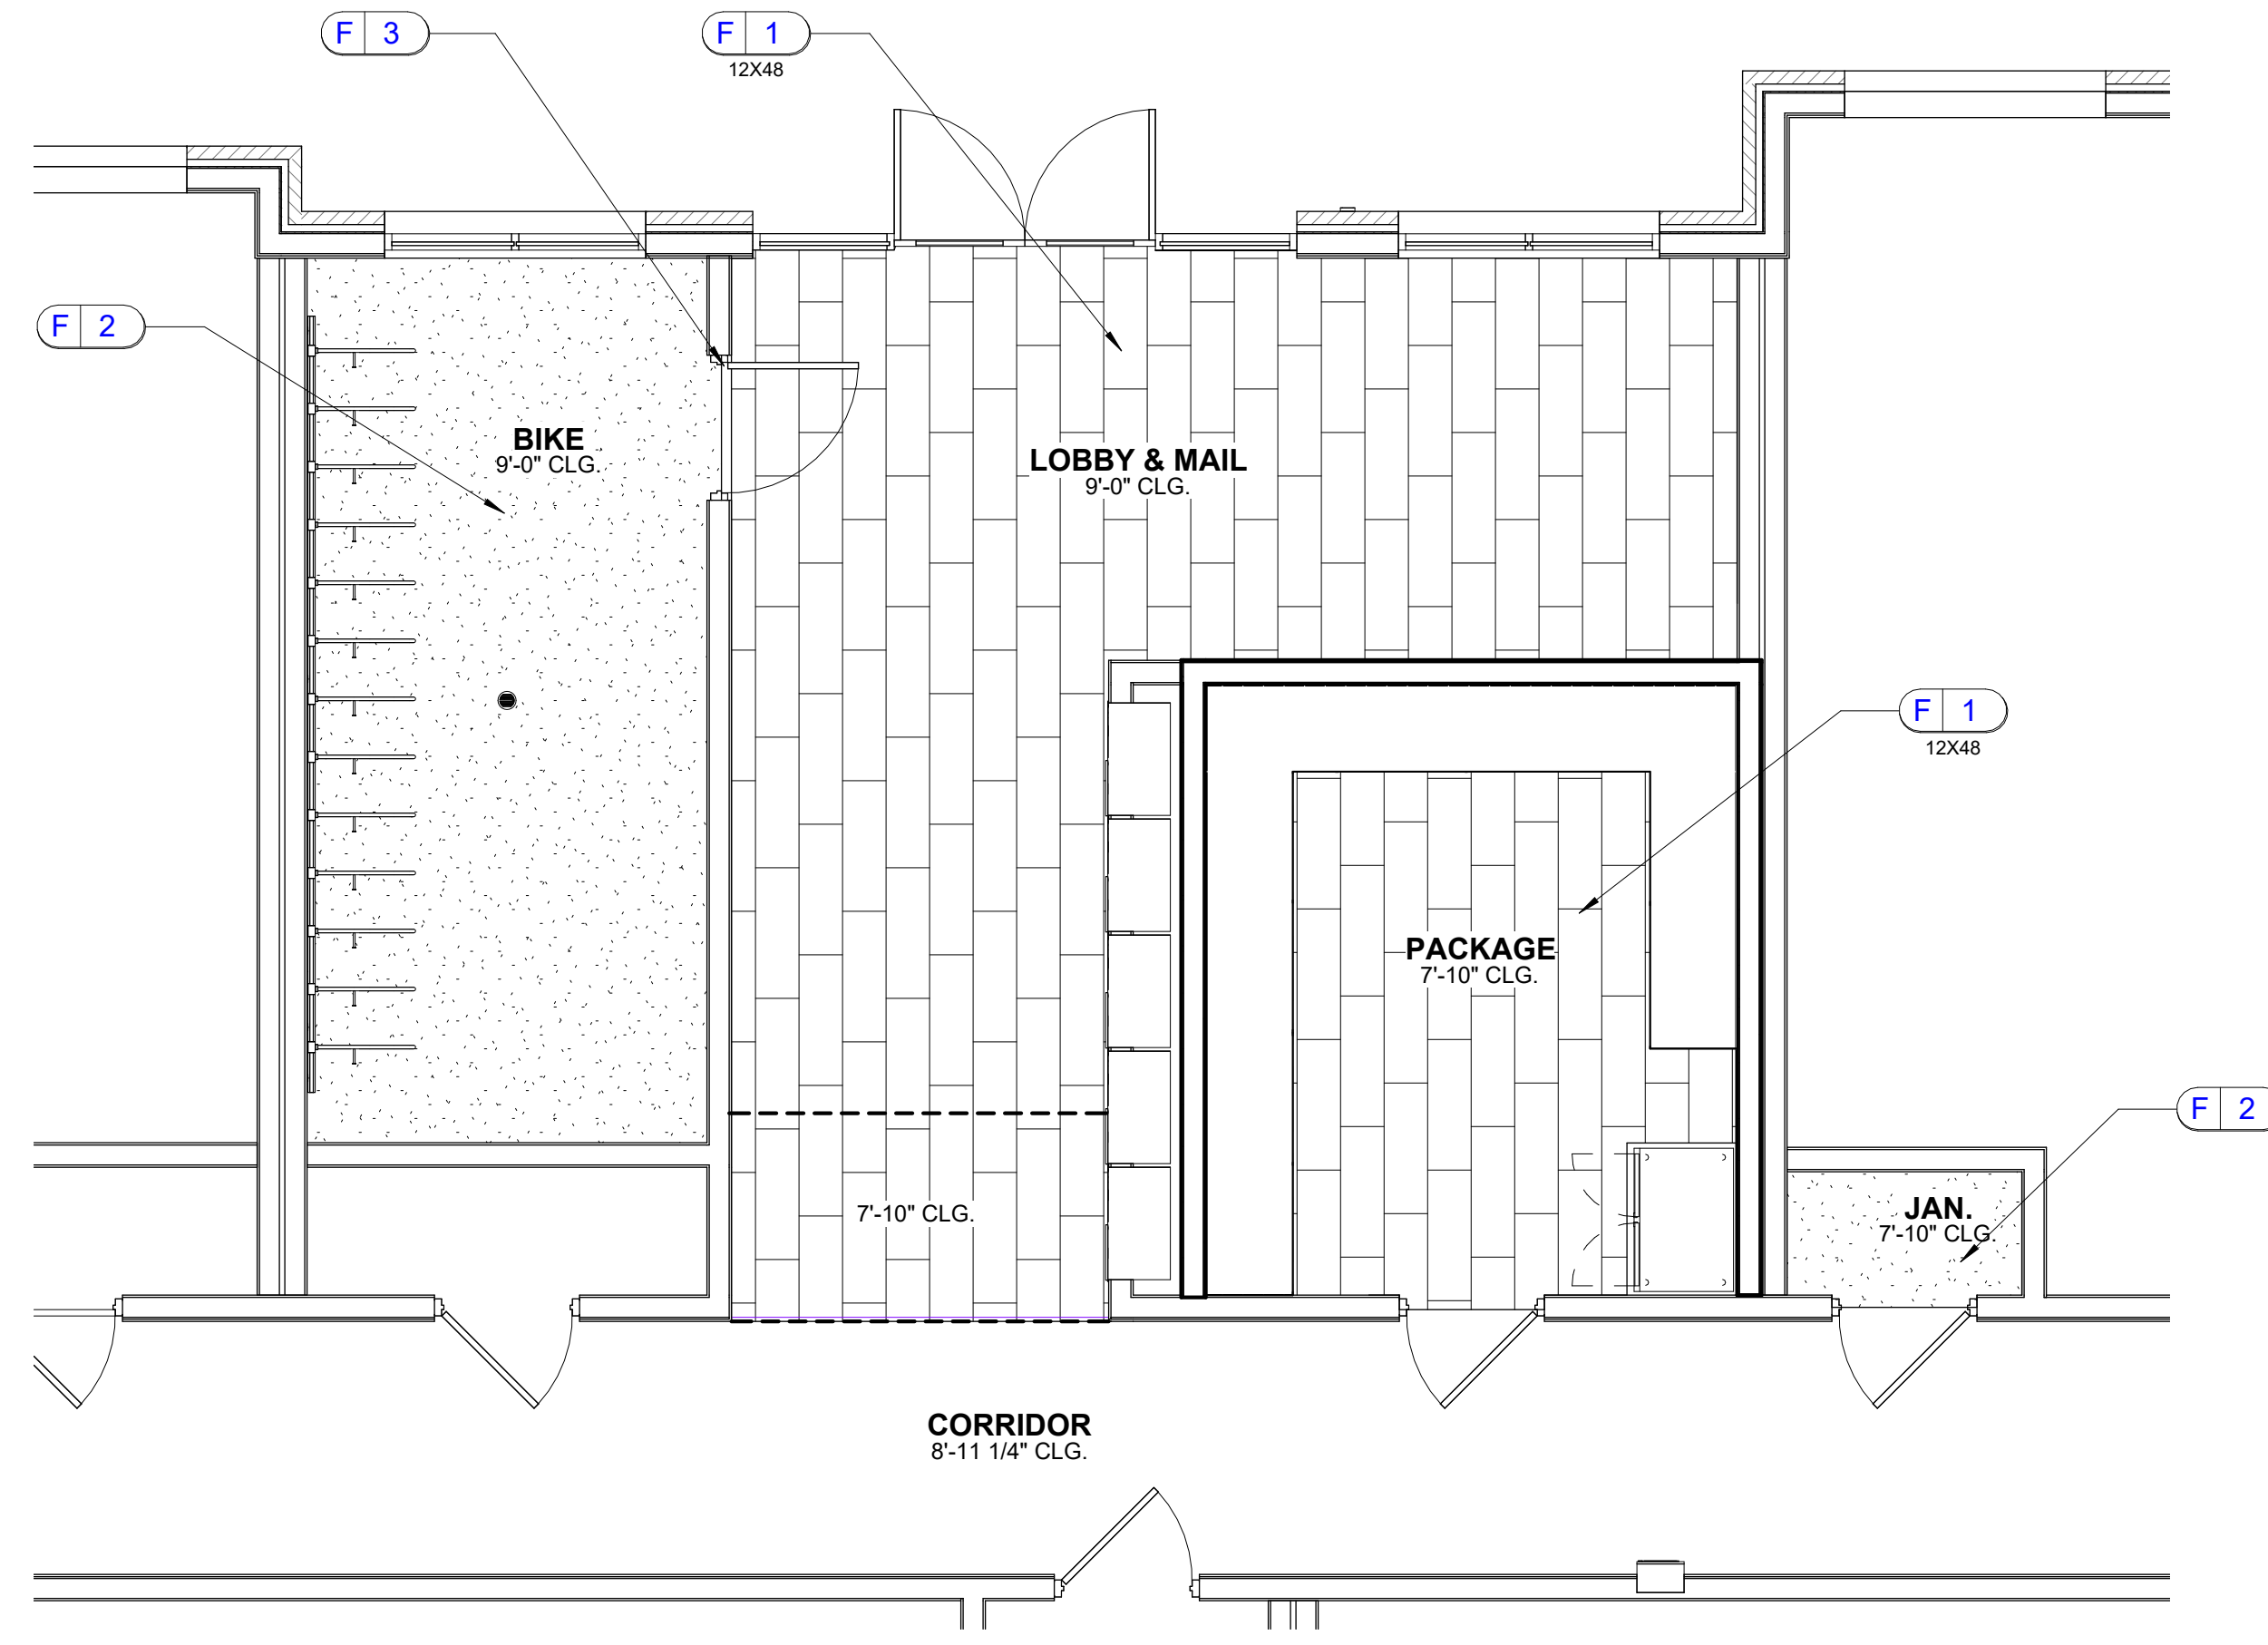 F 3
F 1
12X48
F 2
BIKE
9'-0" CLG.
LOBBY & MAIL
9'-0" CLG.
F 1
12X48
PACKAGE
7'-10" CLG.
F 2
JAN.
7'-10" CLG.
7'-10" CLG.
CORRIDOR
8'-11 1/4" CLG.